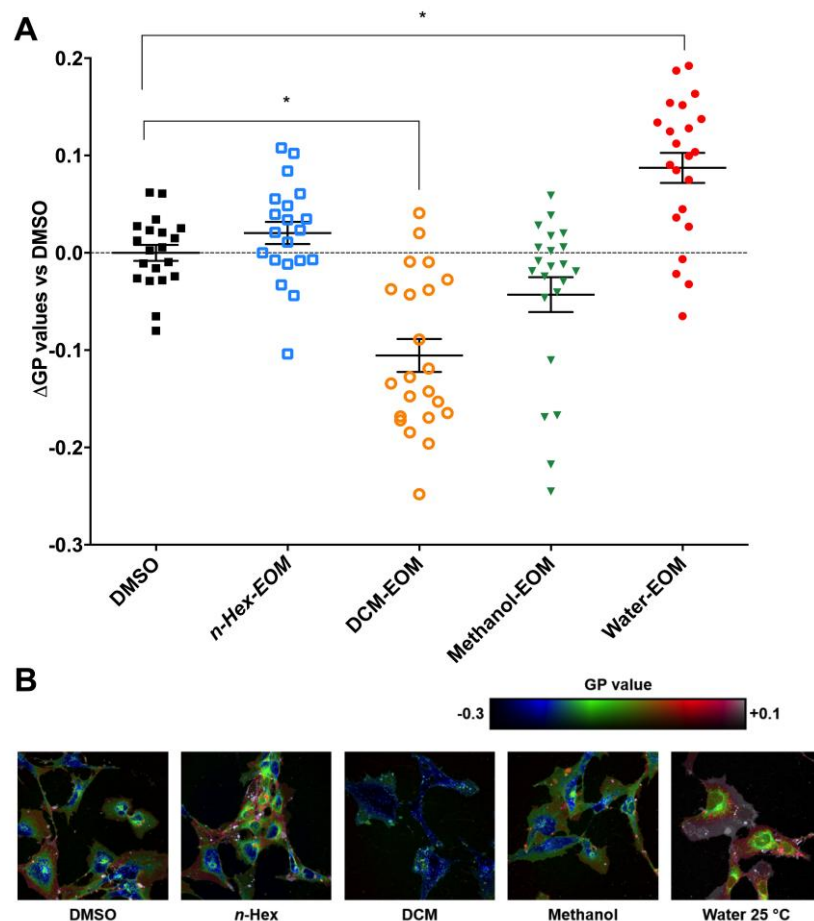 A
*
*
ΔGP values vs DMSO
0.2
0.1
0.0
-0.1
-0.2
-0.3
DMSO
n-Hex-EOM
DCM-EOM
Methanol-EOM
Water-EOM
B
GP value
-0.3
+0.1
DMSO
n-Hex
DCM
Methanol
Water 25 °C